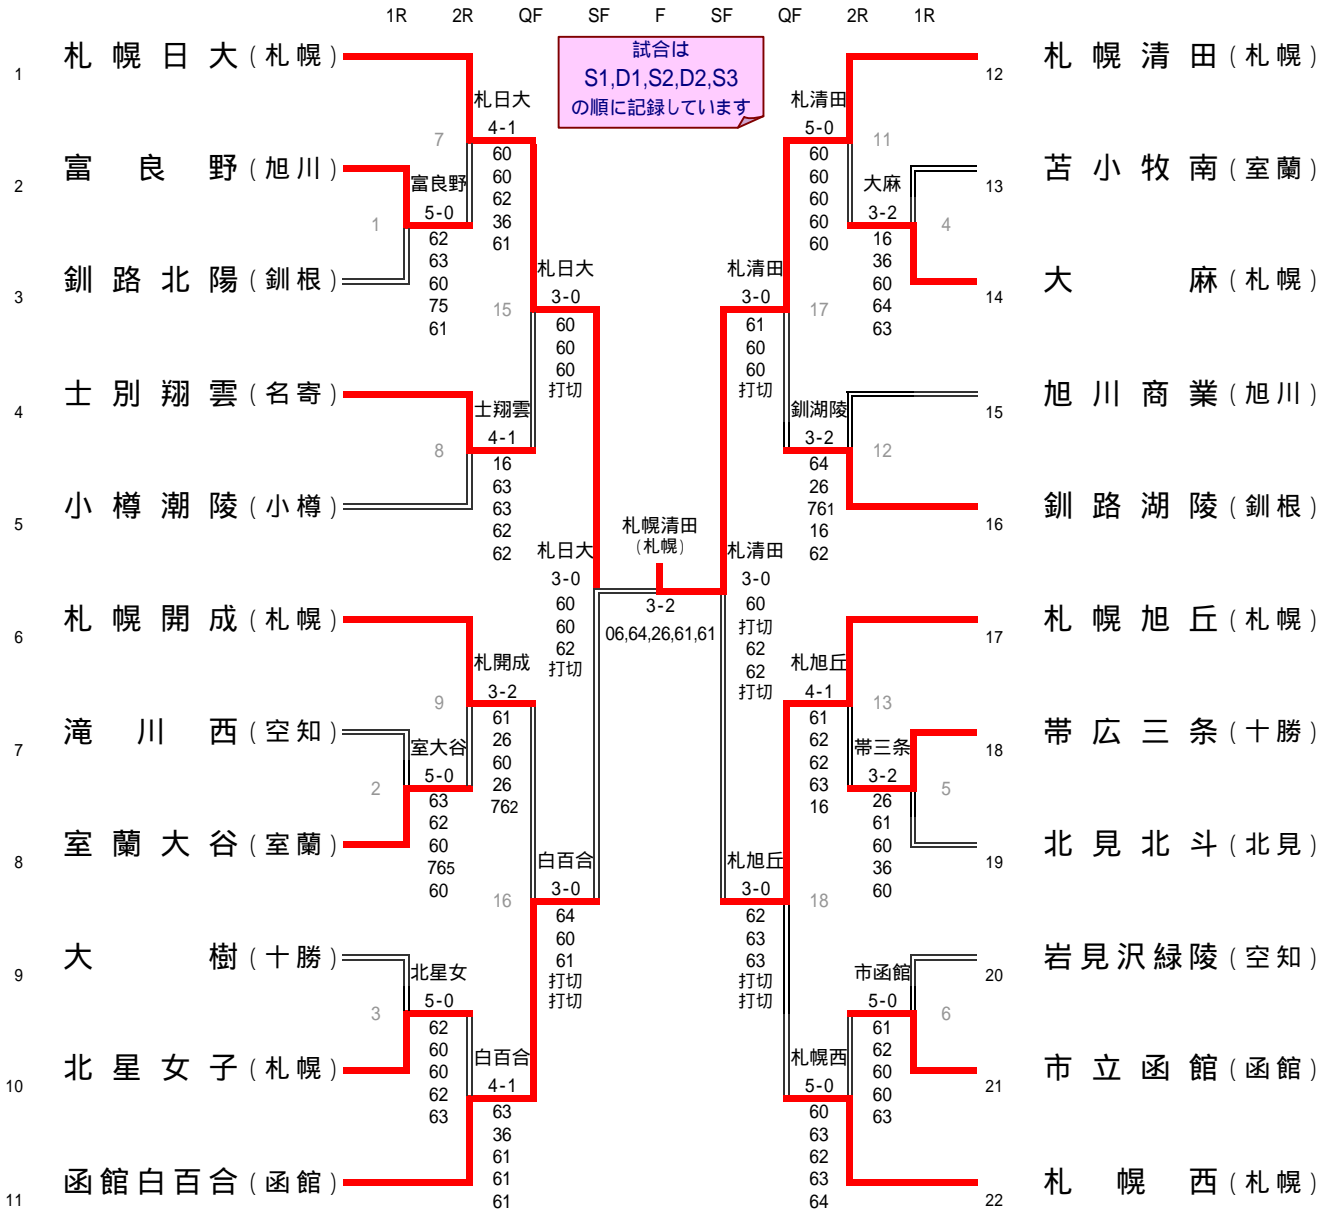 1R 2R QF SF F SF QF 2R 1R
試合は
S1,D1,S2,D2,S3
の順に記録しています
1 札幌日大 (札幌)
2 富良野 (旭川)
3 釧路北陽 (釧根)
4 士別翔雲 (名寄)
5 小樽潮陵 (小樽)
6 札幌開成 (札幌)
7 滝川西 (空知)
8 室蘭大谷 (室蘭)
9 大樹 (十勝)
10 北星女子 (札幌)
11 函館白百合 (函館)
1
富良野
5-0
62
63
60
75
61
2
室大谷
5-0
63
62
60
765
60
3
北星女
5-0
62
60
60
62
63
7
札日大
4-1
60
60
62
36
61
8
士翔雲
4-1
16
63
63
62
62
9
札開成
3-2
61
26
60
26
762
白百合
4-1
63
36
61
61
61
15
札日大
3-0
60
60
60
打切
16
白百合
3-0
64
60
61
打切
打切
札日大
3-0
60
60
62
打切
札幌清田
(札幌)
3-2
06,64,26,61,61
札清田
3-0
60
打切
62
62
打切
札清田
3-0
61
60
60
打切
17
札旭丘
3-0
62
63
63
打切
打切
18
札清田
5-0
60
60
60
60
60
11
釧湖陵
3-2
64
26
761
16
62
12
札旭丘
4-1
61
62
62
63
16
13
札幌西
5-0
60
63
62
63
64
大麻
3-2
16
36
60
64
63
4
帯三条
3-2
26
61
60
36
60
5
市函館
5-0
61
62
60
60
63
6
12 札幌清田 (札幌)
13 苫小牧南 (室蘭)
14 大麻 (札幌)
15 旭川商業 (旭川)
16 釧路湖陵 (釧根)
17 札幌旭丘 (札幌)
18 帯広三条 (十勝)
19 北見北斗 (北見)
20 岩見沢緑陵 (空知)
21 市立函館 (函館)
22 札幌西 (札幌)